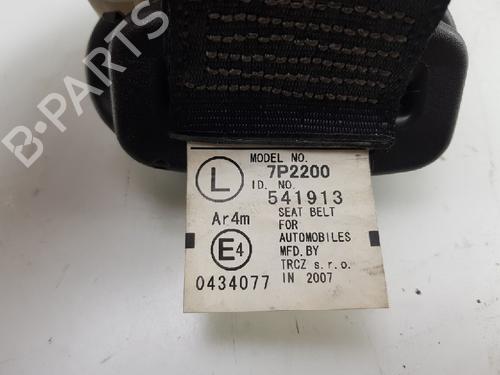 B-PARTS
MODEL NO.
7P2200
L
ID. NO.
541913
Ar4m
SEAT BELT
FOR
AUTOMOBILES
E4
MFD. BY
TRCZ s.r.o.
0434077
IN 2007